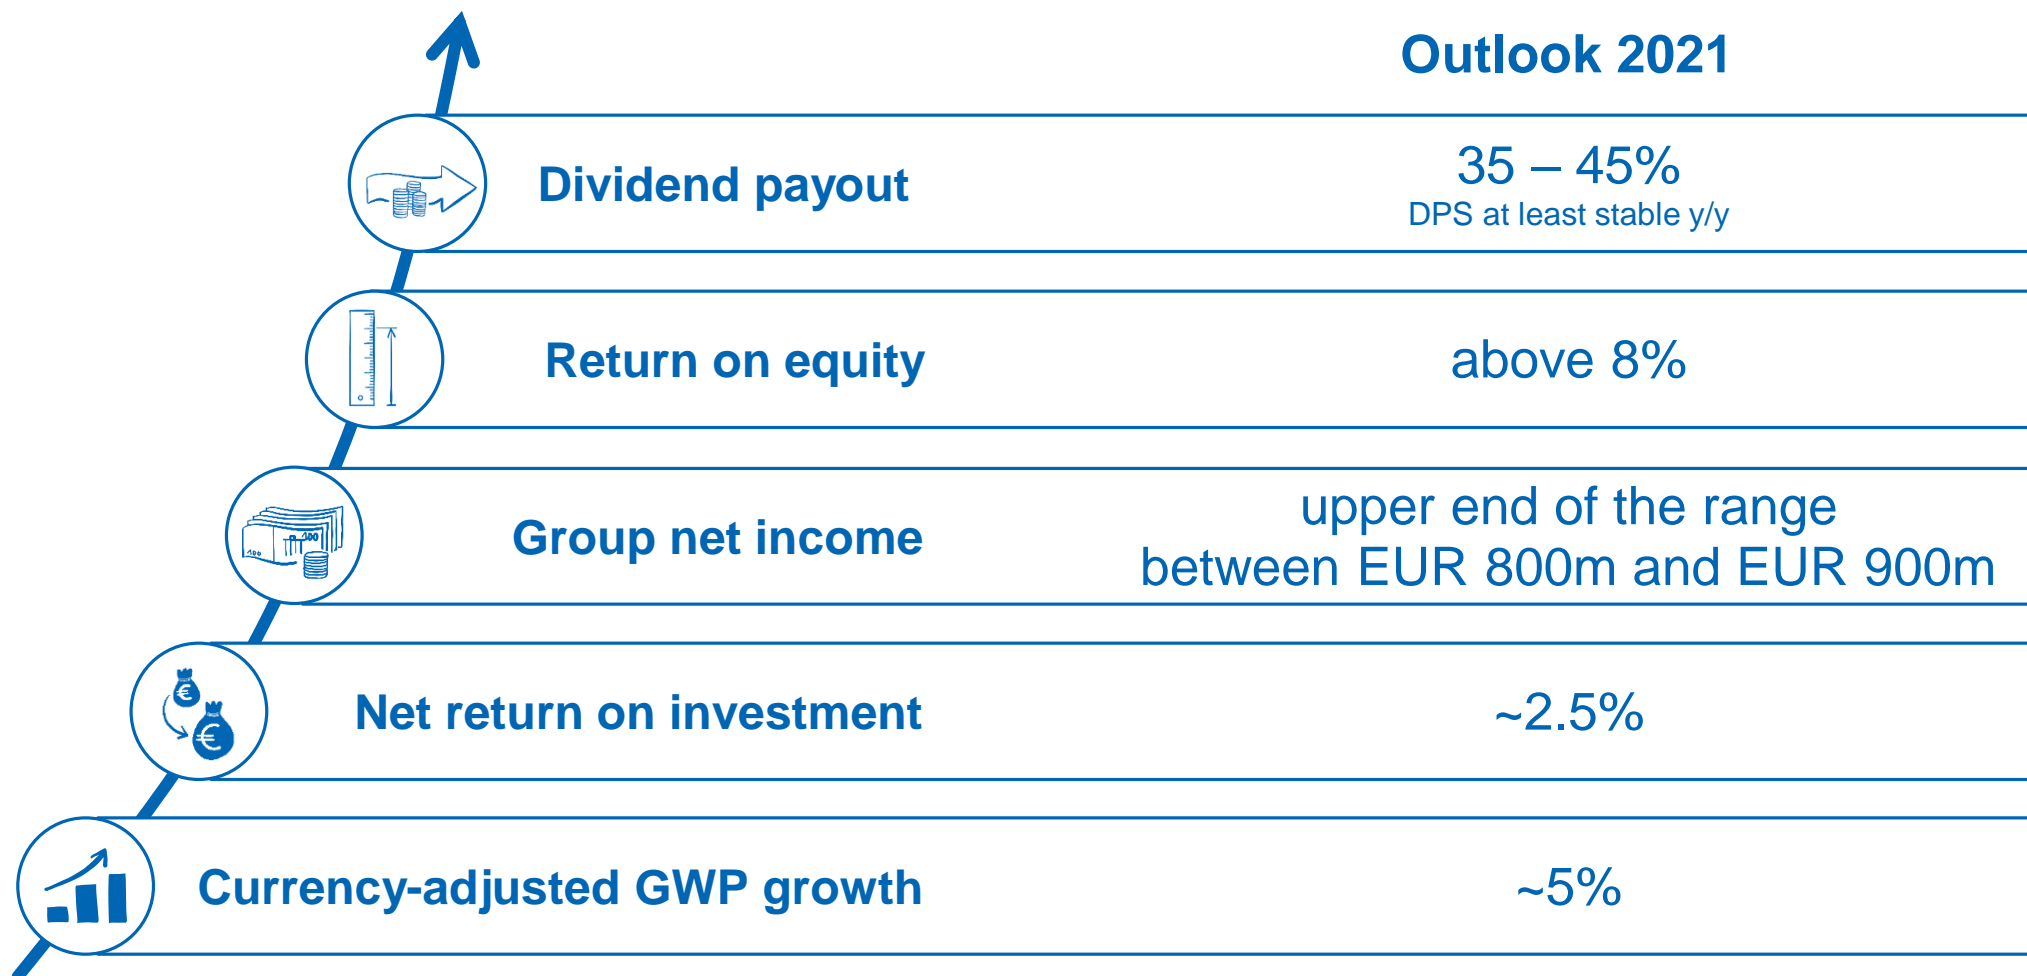 Outlook 2021
Dividend payout
35 – 45%
DPS at least stable y/y
Return on equity
above 8%
Group net income
upper end of the range
between EUR 800m and EUR 900m
100
100
Net return on investment
~2.5%
€
€
Currency-adjusted GWP growth
~5%